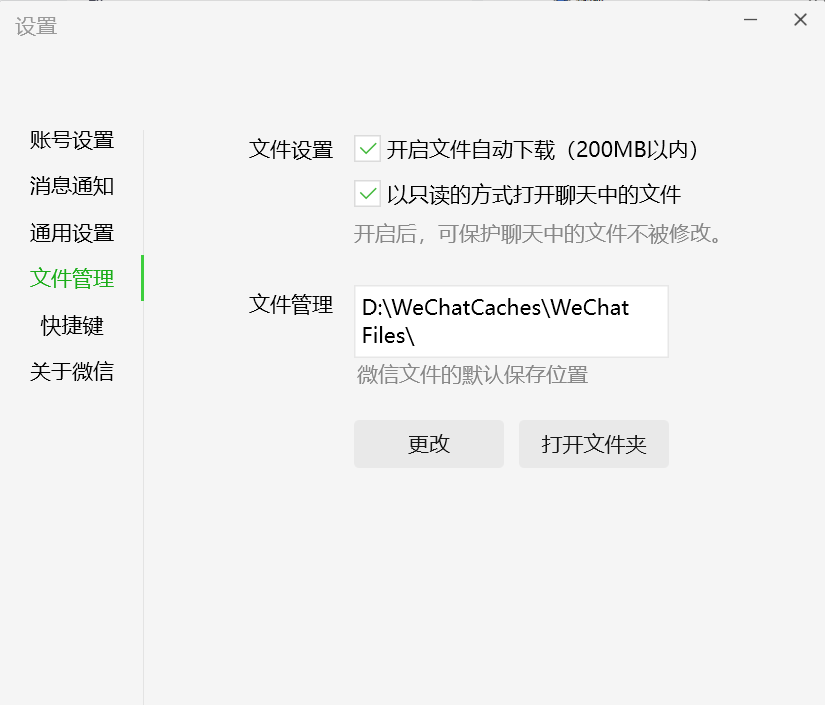 设置
账号设置
消息通知
通用设置
文件管理
快捷键
关于微信
文件设置
开启文件自动下载（200MB以内）
以只读的方式打开聊天中的文件
开启后，可保护聊天中的文件不被修改。
文件管理
D:\WeChatCaches\WeChat
Files\
微信文件的默认保存位置
更改
打开文件夹